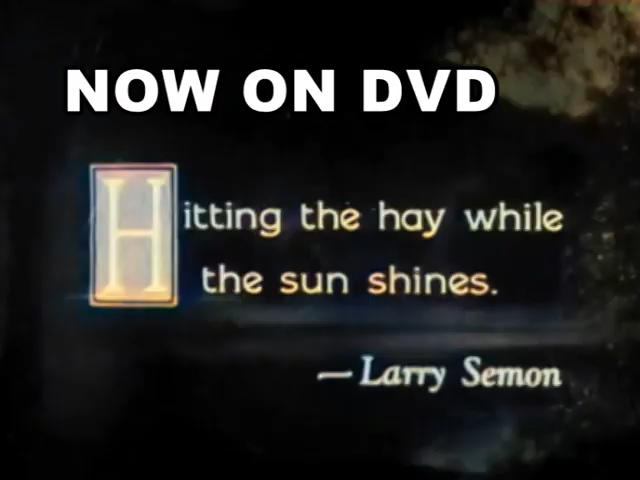 NOW ON DVD
Hitting the hay while
the sun shines.
—Larry Semon